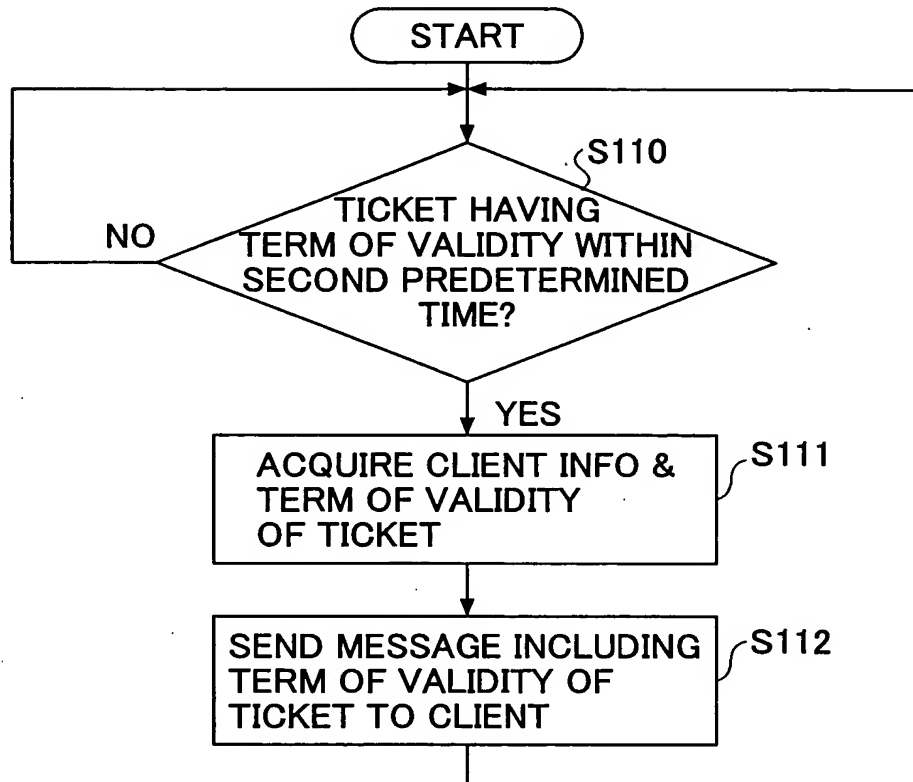 START
S110
TICKET HAVING
TERM OF VALIDITY WITHIN
SECOND PREDETERMINED
TIME?
NO
YES
S111
ACQUIRE CLIENT INFO &
TERM OF VALIDITY
OF TICKET
S112
SEND MESSAGE INCLUDING
TERM OF VALIDITY OF
TICKET TO CLIENT